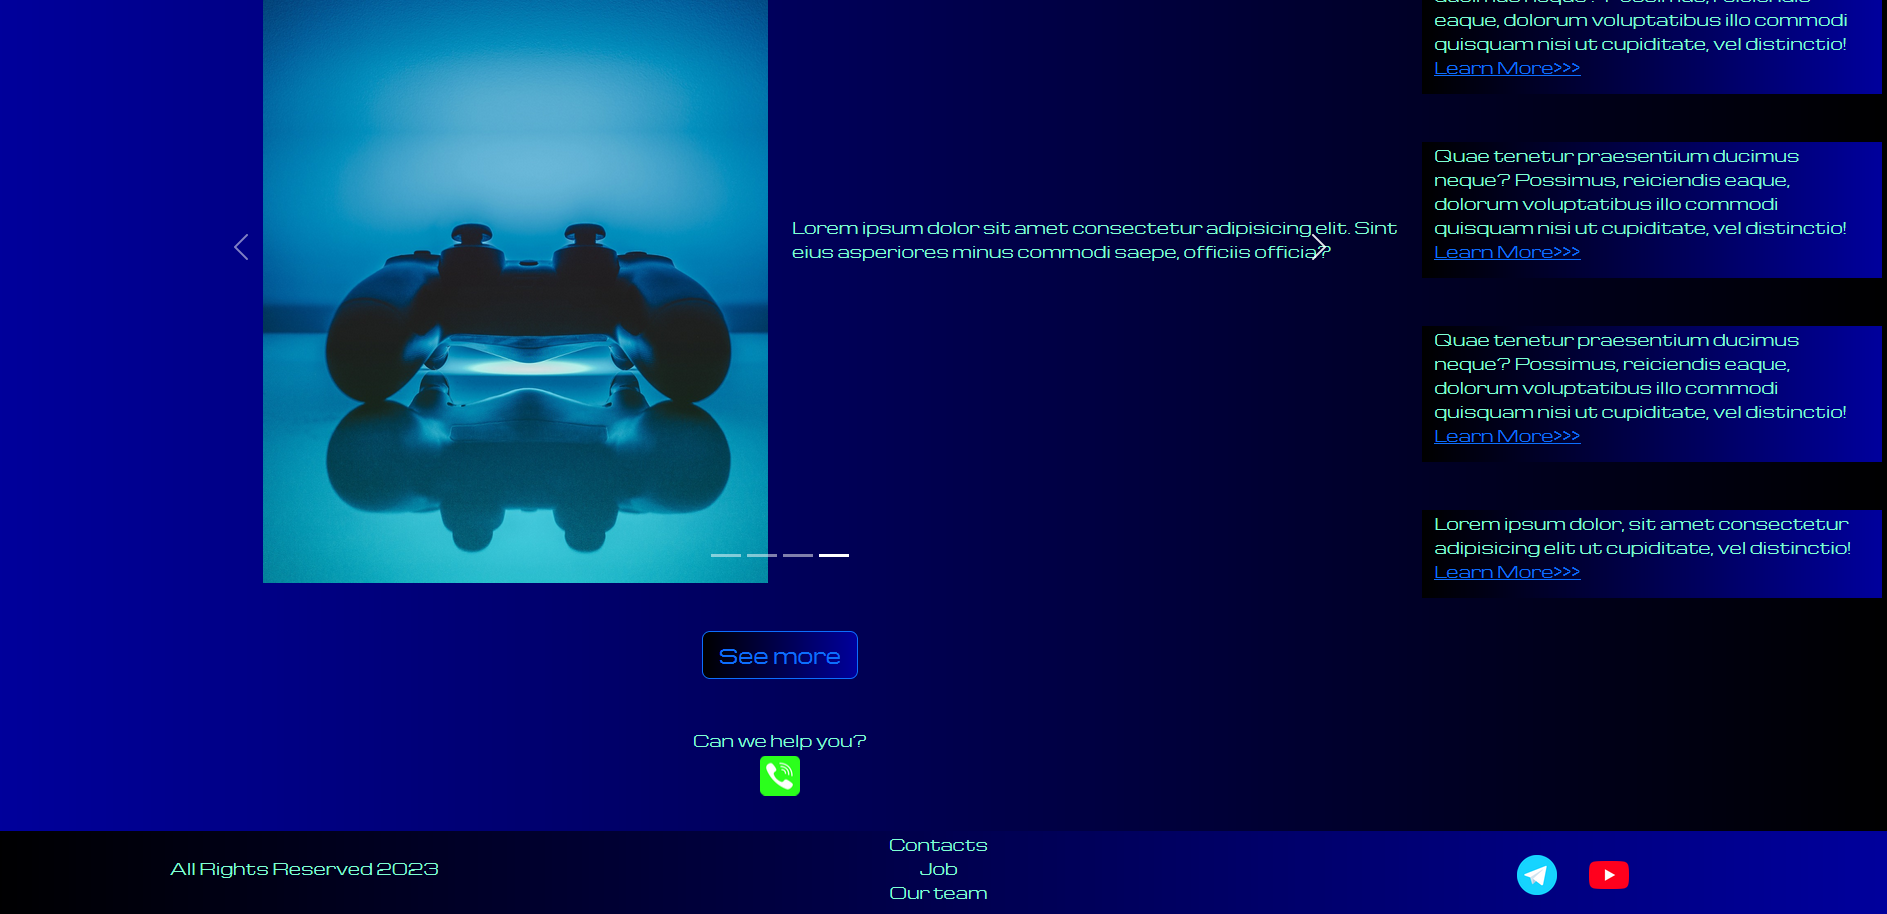 eaque, dolorum voluptatibus illo commodi
quisquam nisi ut cupiditate, vel distinctio!
Learn More>>>
Quae tenetur praesentium ducimus
neque? Possimus, reiciendis eaque,
dolorum voluptatibus illo commodi
quisquam nisi ut cupiditate, vel distinctio!
Learn More>>>
Lorem ipsum dolor sit amet consectetur adipisicing elit. Sint
eius asperiores minus commodi saepe, officiis officia?
Quae tenetur praesentium ducimus
neque? Possimus, reiciendis eaque,
dolorum voluptatibus illo commodi
quisquam nisi ut cupiditate, vel distinctio!
Learn More>>>
Lorem ipsum dolor, sit amet consectetur
adipisicing elit ut cupiditate, vel distinctio!
Learn More>>>
See more
Can we help you?
All Rights Reserved 2023
Contacts
Job
Our team